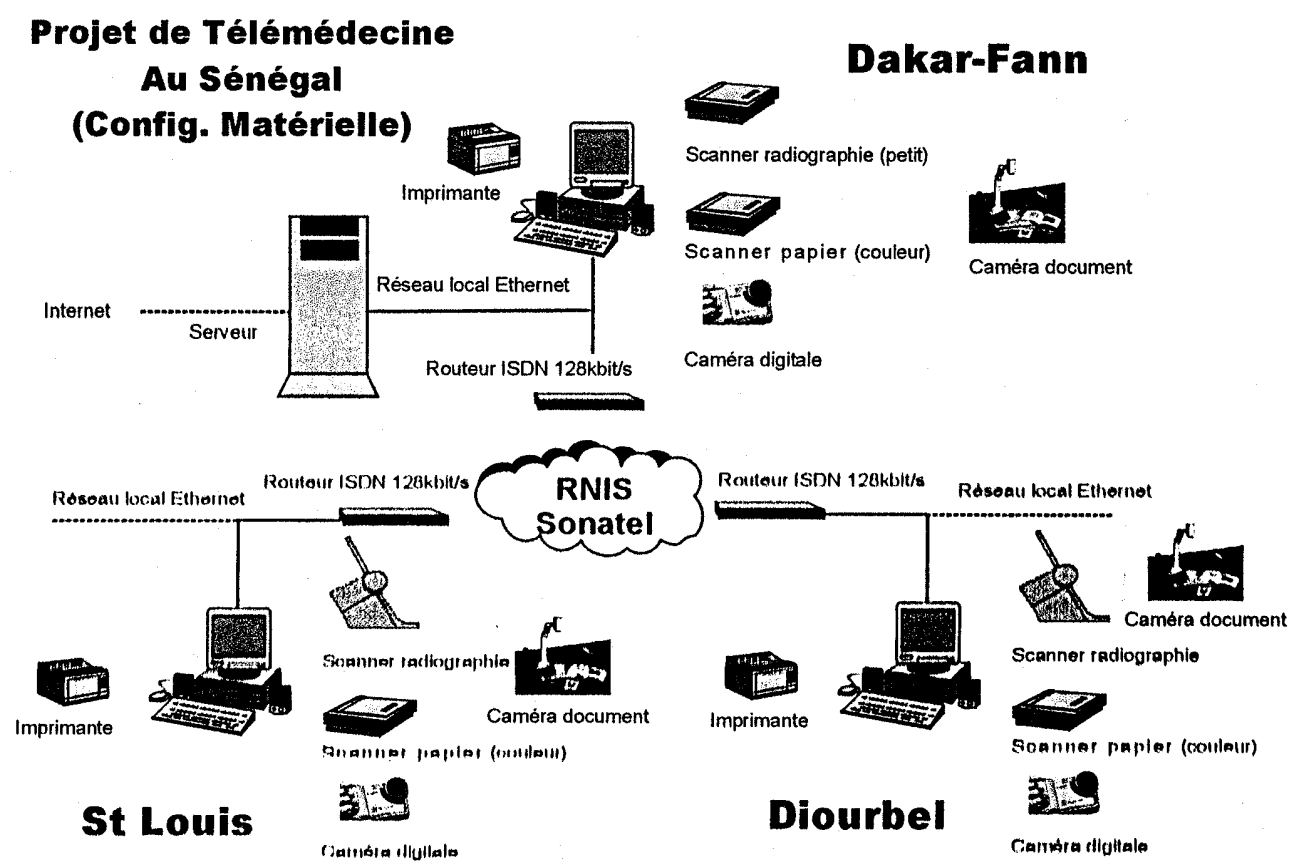 Projet de Télémédecine
Au Sénégal
(Config. Matérielle)
Dakar-Fann
Scanner radiographie (petit)
Imprimante
Scanner papier (couleur)
Caméra document
Réseau local Ethernet
Internet
Serveur
Caméra digitale
Routeur ISDN 128kbit/s
RNIS
Sonatel
Routeur ISDN 128kbit/s
Réseau local Ethernet
Routeur ISDN 128kbit/s
Réseau local Ethernet
Scanner radiographie
Caméra document
Imprimante
Scanner papier (couleur)
Caméra digitale
St Louis
Caméra document
Scanner radiographie
Imprimante
Scanner papier (couleur)
Caméra digitale
Diourbel